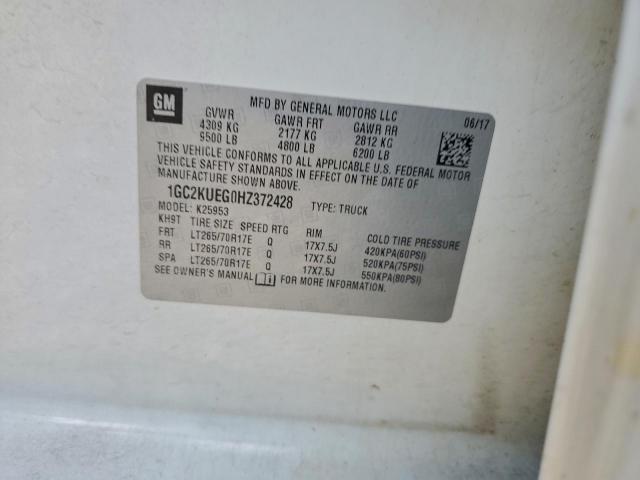 GM
MFD BY GENERAL MOTORS LLC 06/17
GVWR GAWR FRT GAWR RR
4309 KG 2177 KG 2812 KG
9500 LB 4800 LB 6200 LB
THIS VEHICLE CONFORMS TO ALL APPLICABLE U.S. FEDERAL MOTOR
VEHICLE SAFETY STANDARDS IN EFFECT ON THE DATE OF
MANUFACTURE SHOWN ABOVE.
1GC2KUEG0HZ372428 TYPE: TRUCK
MODEL: K25953
KH9T TIRE SIZE SPEED RTG RIM COLD TIRE PRESSURE
FRT LT265/70R17E Q 17X7.5J 420KPA(60PSI)
RR LT265/70R17E Q 17X7.5J 520KPA(75PSI)
SPA LT265/70R17E Q 17X7.5J 550KPA(80PSI)
SEE OWNER'S MANUAL FOR MORE INFORMATION.